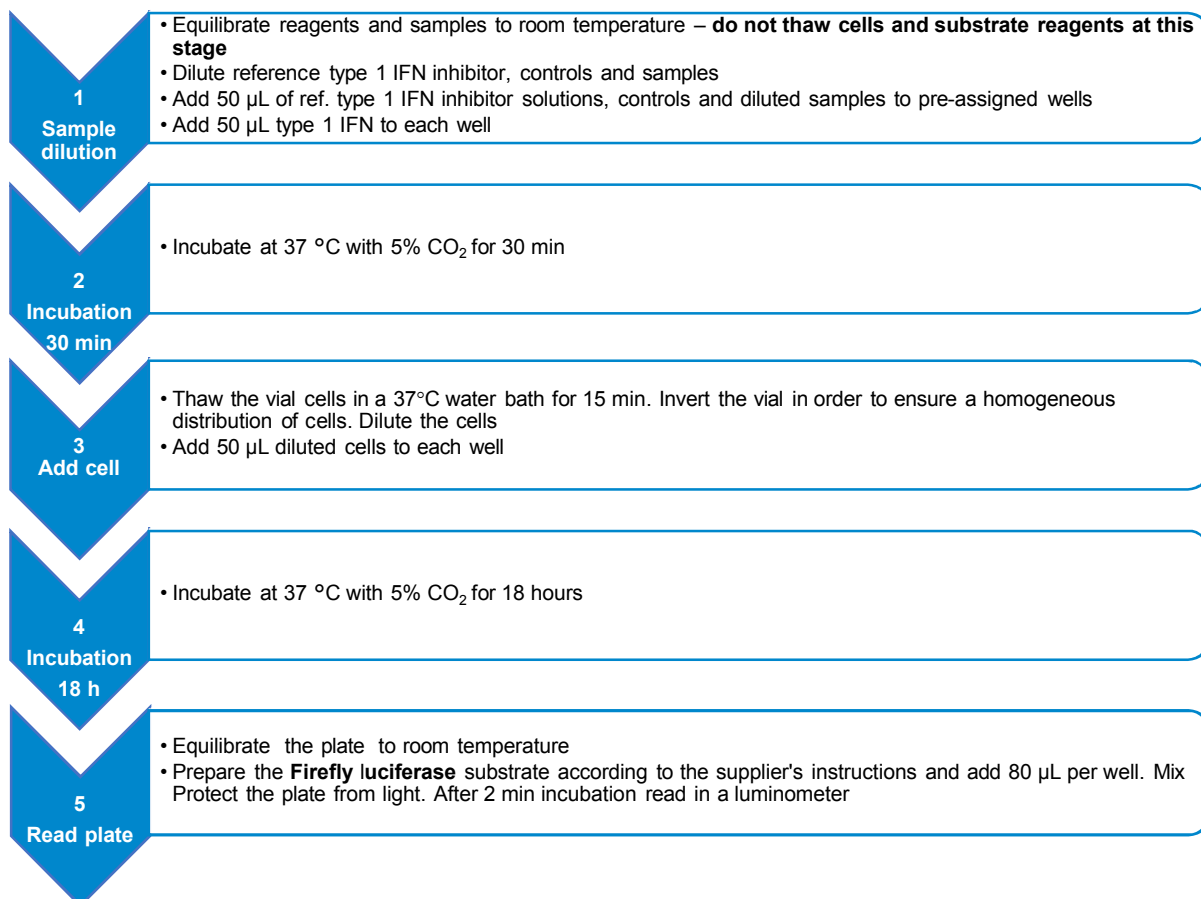 • Equilibrate reagents and samples to room temperature – do not thaw cells and substrate reagents at this
stage
• Dilute reference type 1 IFN inhibitor, controls and samples
• Add 50 µL of ref. type 1 IFN inhibitor solutions, controls and diluted samples to pre-assigned wells
• Add 50 µL type 1 IFN to each well
1
Sample
dilution
• Incubate at 37 °C with 5% CO₂ for 30 min
2
Incubation
30 min
• Thaw the vial cells in a 37°C water bath for 15 min. Invert the vial in order to ensure a homogeneous
distribution of cells. Dilute the cells
• Add 50 µL diluted cells to each well
3
Add cell
• Incubate at 37 °C with 5% CO₂ for 18 hours
4
Incubation
18 h
• Equilibrate the plate to room temperature
• Prepare the Firefly luciferase substrate according to the supplier's instructions and add 80 µL per well. Mix
Protect the plate from light. After 2 min incubation read in a luminometer
5
Read plate